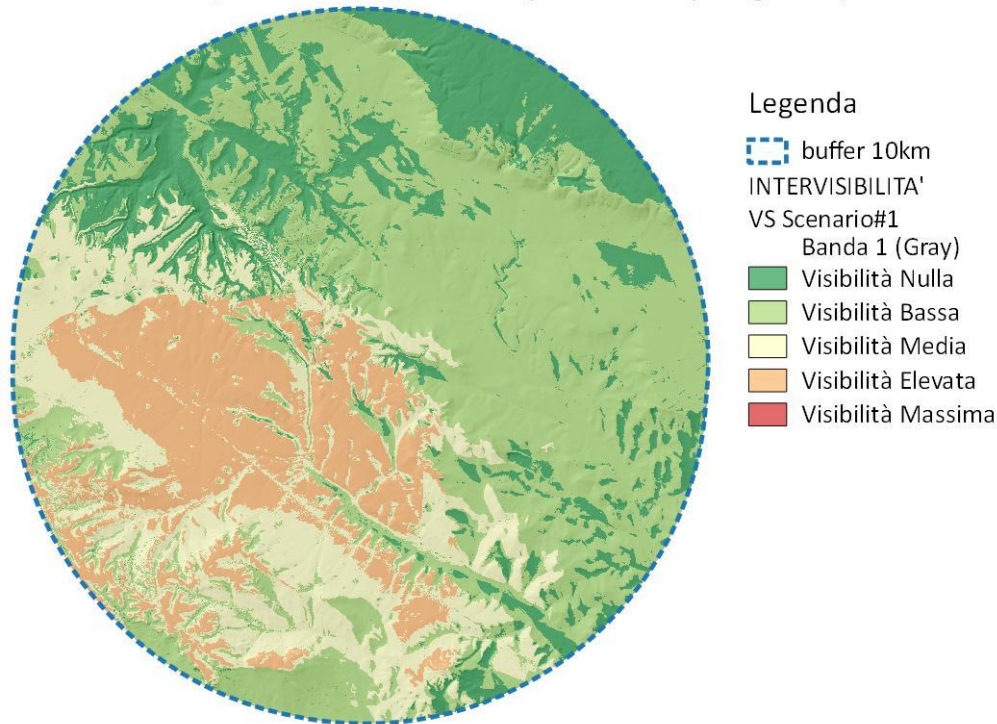 Legenda
buffer 10km
INTERVISIBILITA'
VS Scenario#1
Banda 1 (Gray)
Visibilità Nulla
Visibilità Bassa
Visibilità Media
Visibilità Elevata
Visibilità Massima